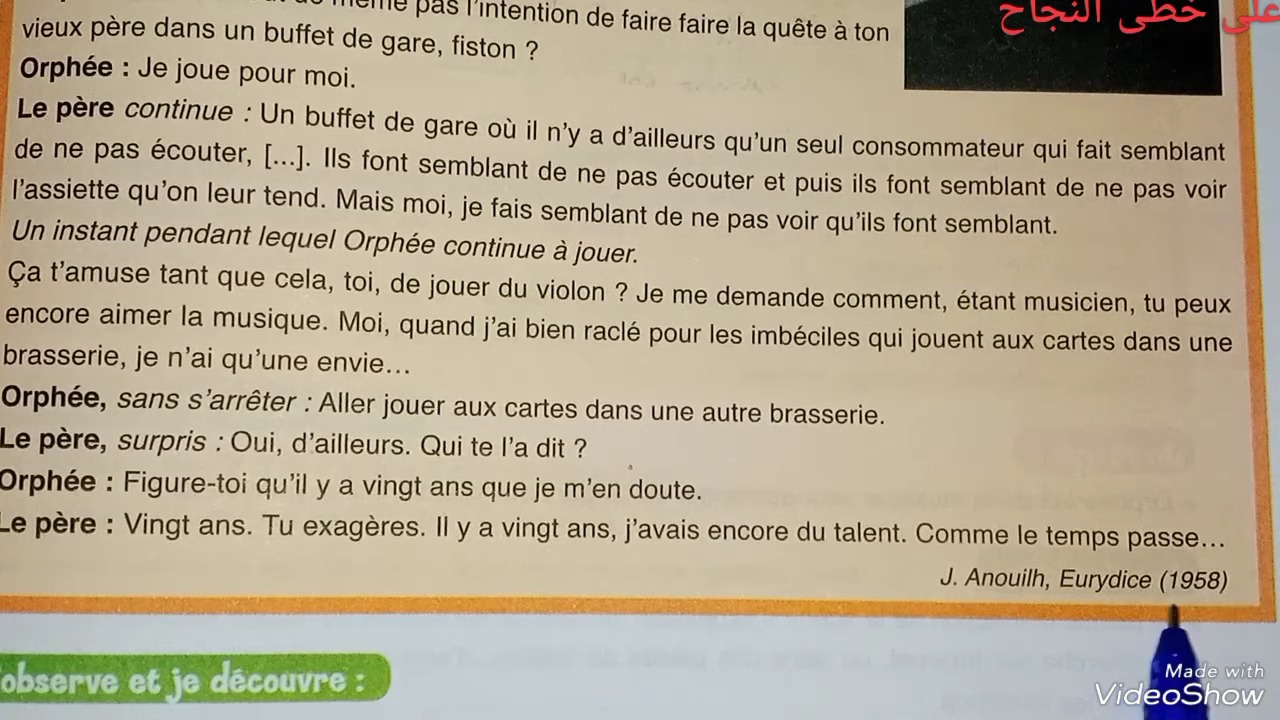 même pas l'intention de faire faire la quête à ton
على خطى النجاح
vieux père dans un buffet de gare, fiston ?
Orphée : Je joue pour moi.
Le père continue : Un buffet de gare où il n'y a d'ailleurs qu'un seul consommateur qui fait semblant
de ne pas écouter, [...]. Ils font semblant de ne pas écouter et puis ils font semblant de ne pas voir
l'assiette qu'on leur tend. Mais moi, je fais semblant de ne pas voir qu'ils font semblant.
Un instant pendant lequel Orphée continue à jouer.
Ça t'amuse tant que cela, toi, de jouer du violon ? Je me demande comment, étant musicien, tu peux
encore aimer la musique. Moi, quand j'ai bien raclé pour les imbéciles qui jouent aux cartes dans une
brasserie, je n'ai qu'une envie...
Orphée, sans s'arrêter : Aller jouer aux cartes dans une autre brasserie.
Le père, surpris : Oui, d'ailleurs. Qui te l'a dit ?
Orphée : Figure-toi qu'il y a vingt ans que je m'en doute.
Le père : Vingt ans. Tu exagères. Il y a vingt ans, j'avais encore du talent. Comme le temps passe...
J. Anouilh, Eurydice (1958)
observe et je découvre :
Made with
VideoShow